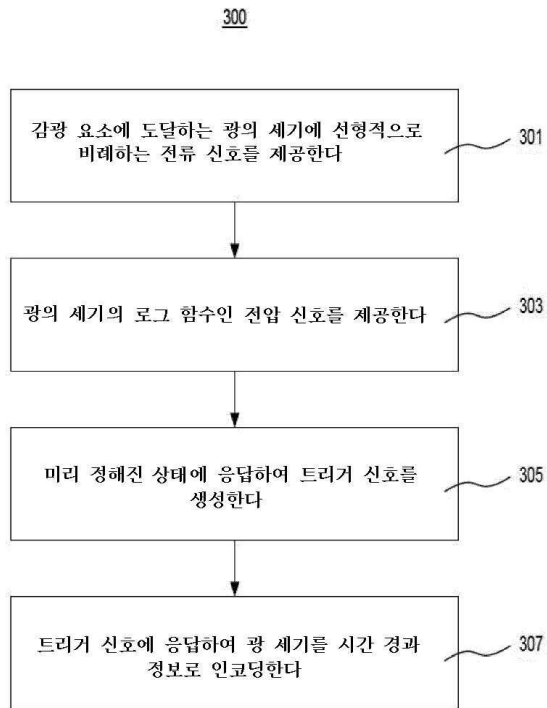 300
감광 요소에 도달하는 광의 세기에 선형적으로
비례하는 전류 신호를 제공한다
301
광의 세기의 로그 함수인 전압 신호를 제공한다
303
미리 정해진 상태에 응답하여 트리거 신호를
생성한다
305
트리거 신호에 응답하여 광 세기를 시간 경과
정보로 인코딩한다
307